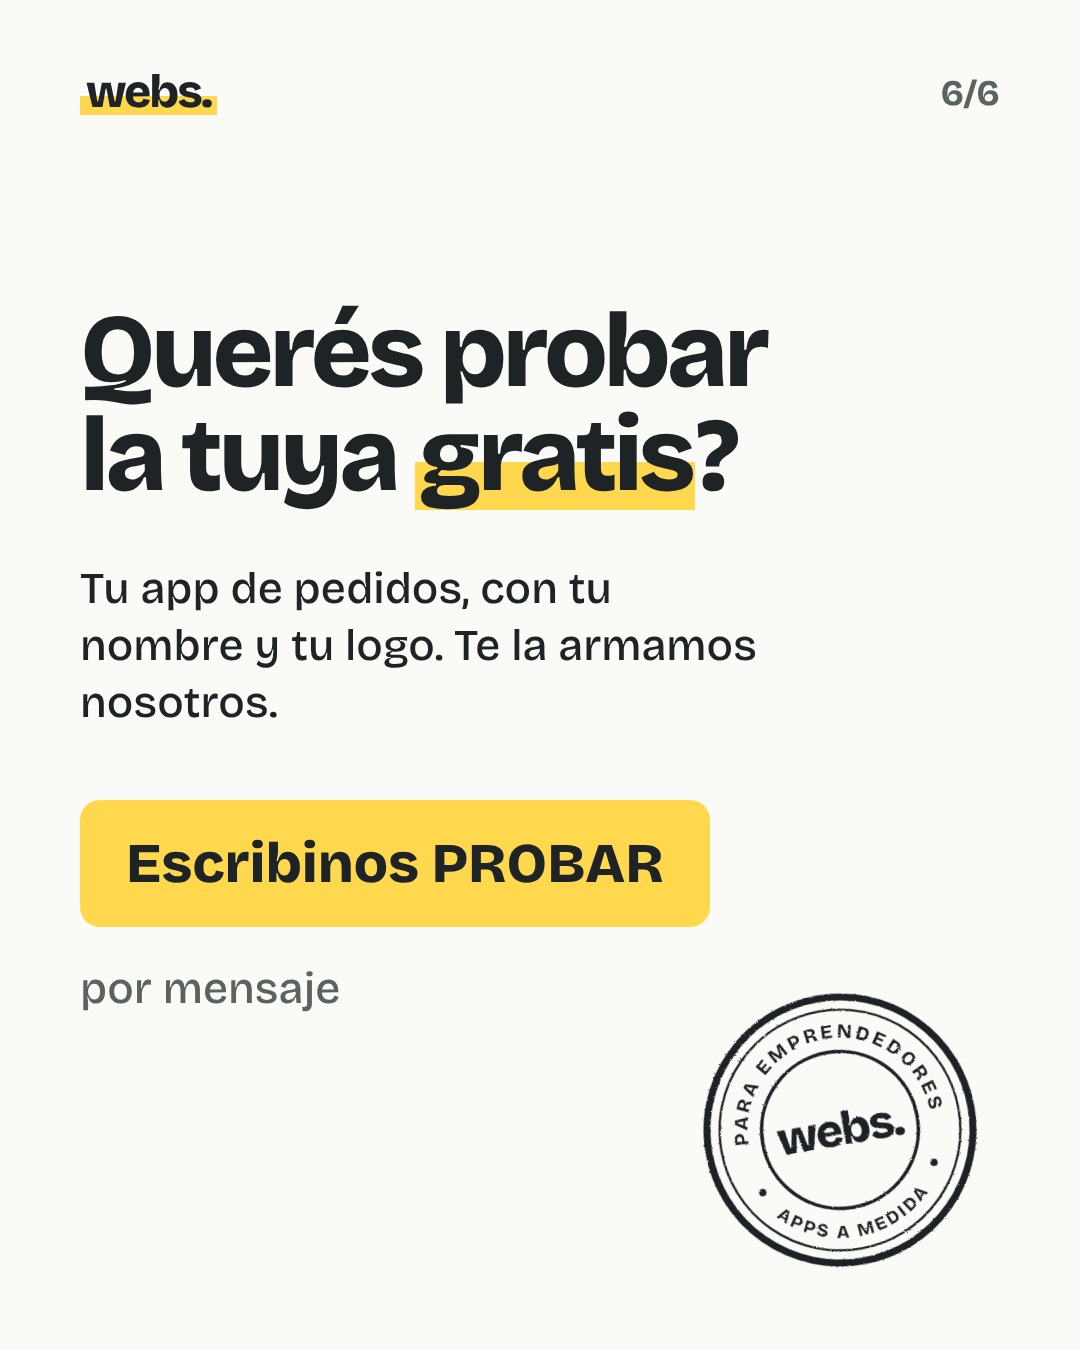 webs.
6/6
Querés probar
la tuya gratis?
Tu app de pedidos, con tu
nombre y tu logo. Te la armamos
nosotros.
Escribinos PROBAR
por mensaje
PARA EMPRENDEDORES
webs.
• APPS A MEDIDA •